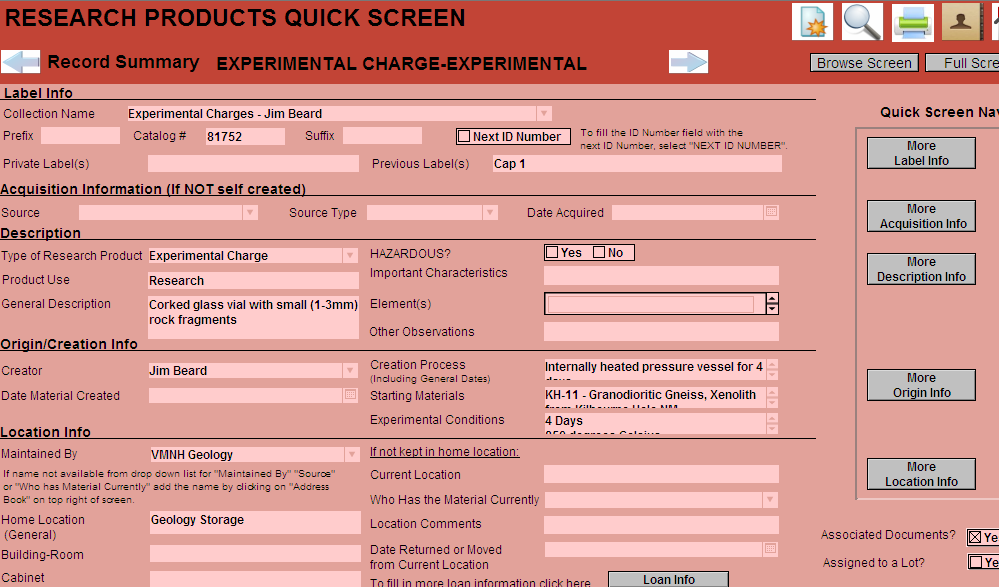 RESEARCH PRODUCTS QUICK SCREEN
Record Summary EXPERIMENTAL CHARGE-EXPERIMENTAL
Browse Screen Full Scre
Label Info
Quick Screen Nav
Collection Name Experimental Charges - Jim Beard
Prefix Catalog # 81752 Suffix Next ID Number
To fill the ID Number field with the
next ID Number, select "NEXT ID NUMBER".
Private Label(s) Previous Label(s) Cap 1
More
Label Info
Acquisition Information (If NOT self created)
Source Source Type Date Acquired
More
Acquisition Info
Description
Type of Research Product Experimental Charge
Product Use Research
General Description Corked glass vial with small (1-3mm)
rock fragments
HAZARDOUS? Yes No
Important Characteristics
Element(s)
Other Observations
More
Description Info
Origin/Creation Info
Creator Jim Beard
Date Material Created
Creation Process Internally heated pressure vessel for 4
(Including General Dates) days
Starting Materials KH-11 - Granodioritic Gneiss, Xenolith
from Kilbourne Hole NM
Experimental Conditions 4 Days
850 degrees Celsius
More
Origin Info
Location Info
Maintained By VMNH Geology
If name not available from drop down list for "Maintained By" "Source"
or "Who has Material Currently" add the name by clicking on "Address
Book" on top right of screen.
Home Location Geology Storage
(General)
Building-Room
Cabinet
If not kept in home location:
Current Location
Who Has the Material Currently
Location Comments
Date Returned or Moved
from Current Location
To fill in more loan information click here Loan Info
More
Location Info
Associated Documents? Ye
Assigned to a Lot? Ye